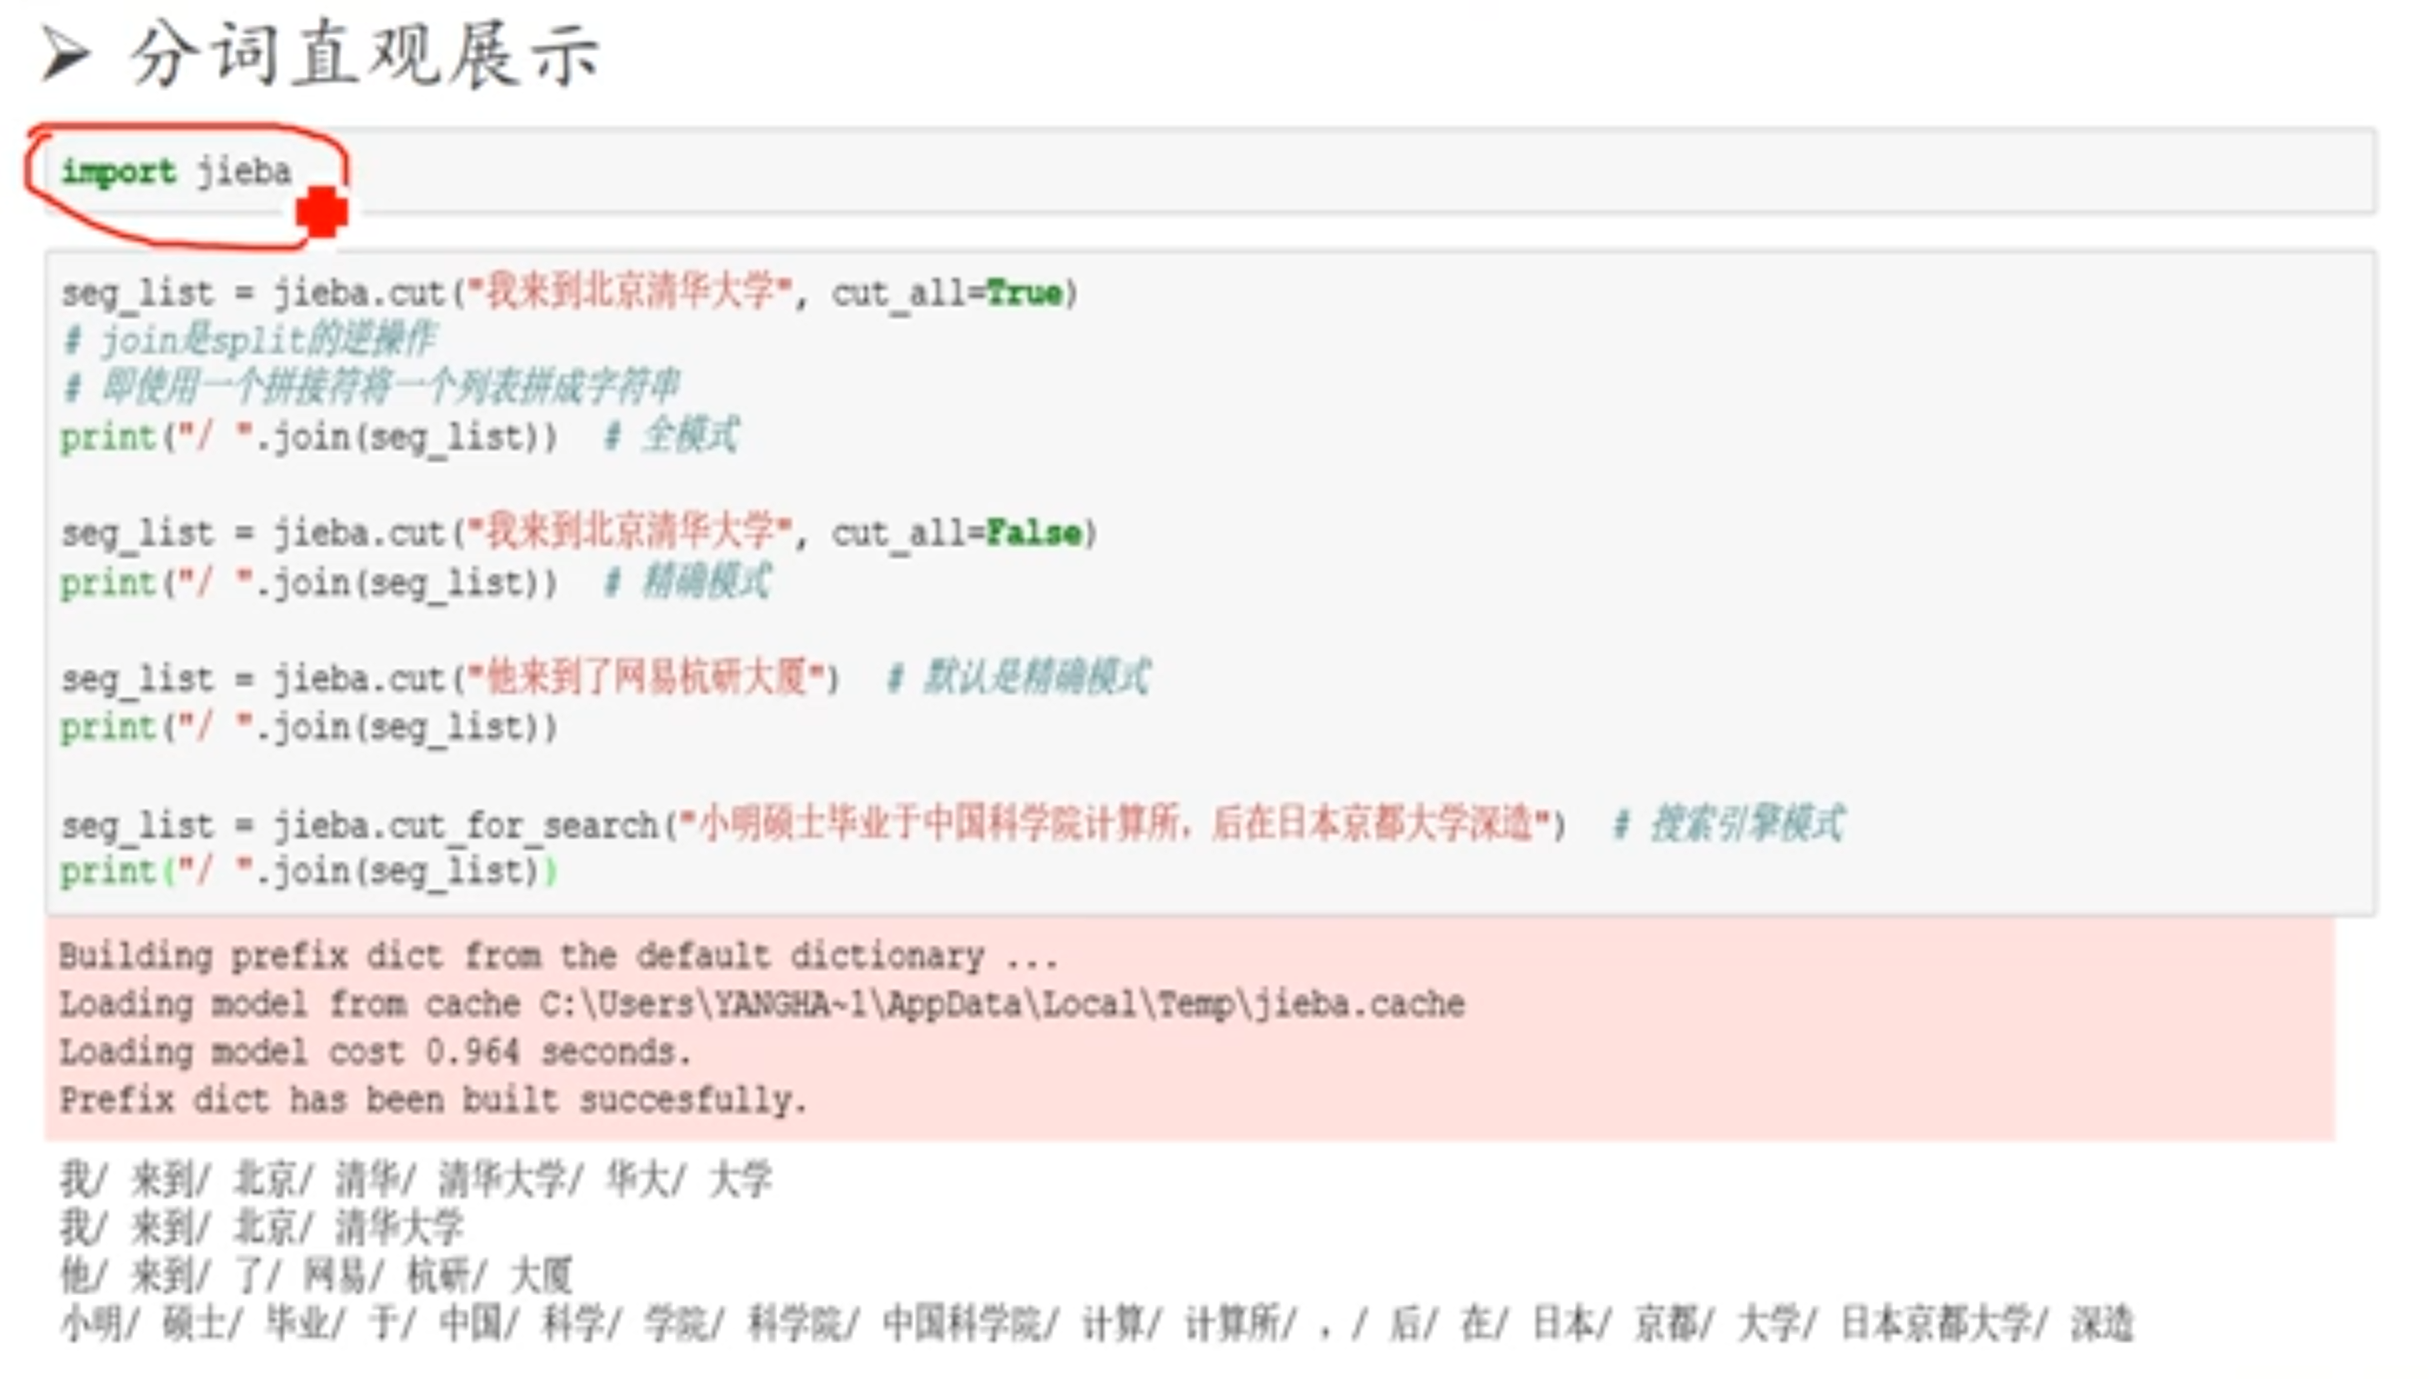 ➤ 分词直观展示
import jieba
seg_list = jieba.cut("我来到北京清华大学", cut_all=True)
# join是split的逆操作
# 即使用一个拼接符将一个列表拼成字符串
print("/ ".join(seg_list))  # 全模式
seg_list = jieba.cut("我来到北京清华大学", cut_all=False)
print("/ ".join(seg_list))  # 精确模式
seg_list = jieba.cut("他来到了网易杭研大厦")  # 默认是精确模式
print("/ ".join(seg_list))
seg_list = jieba.cut_for_search("小明硕士毕业于中国科学院计算所，后在日本京都大学深造")  # 搜索引擎模式
print("/ ".join(seg_list))
Building prefix dict from the default dictionary ...
Loading model from cache C:\Users\YANGHA~1\AppData\Local\Temp\jieba.cache
Loading model cost 0.964 seconds.
Prefix dict has been built succesfully.
我/ 来到/ 北京/ 清华/ 清华大学/ 华大/ 大学
我/ 来到/ 北京/ 清华大学
他/ 来到/ 了/ 网易/ 杭研/ 大厦
小明/ 硕士/ 毕业/ 于/ 中国/ 科学/ 学院/ 科学院/ 中国科学院/ 计算/ 计算所/ ，/ 后/ 在/ 日本/ 京都/ 大学/ 日本京都大学/ 深造